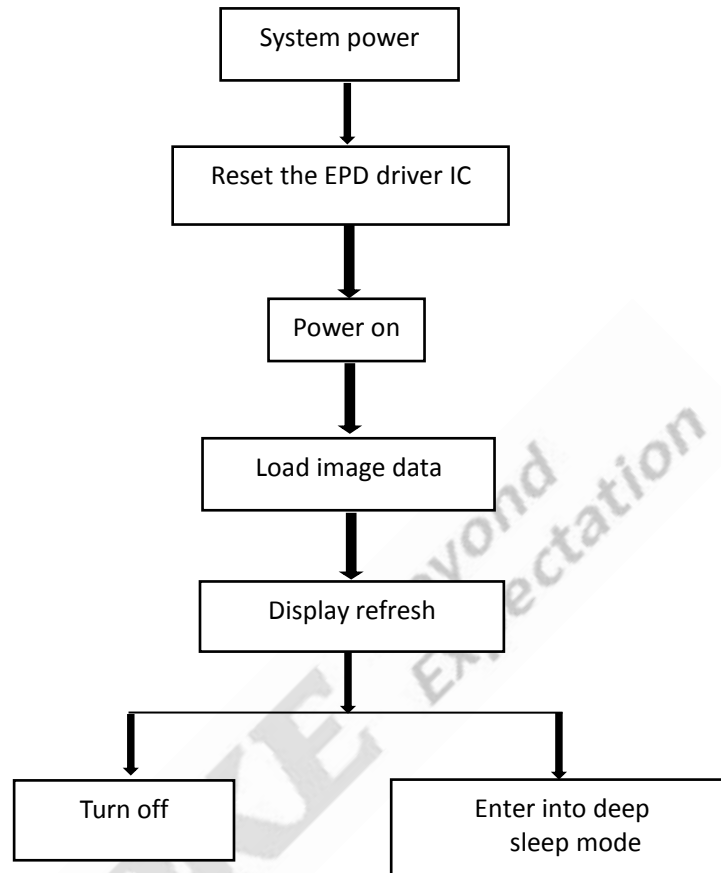 System power
Reset the EPD driver IC
Power on
Load image data
Display refresh
Turn off
Enter into deep
sleep mode
Expectation